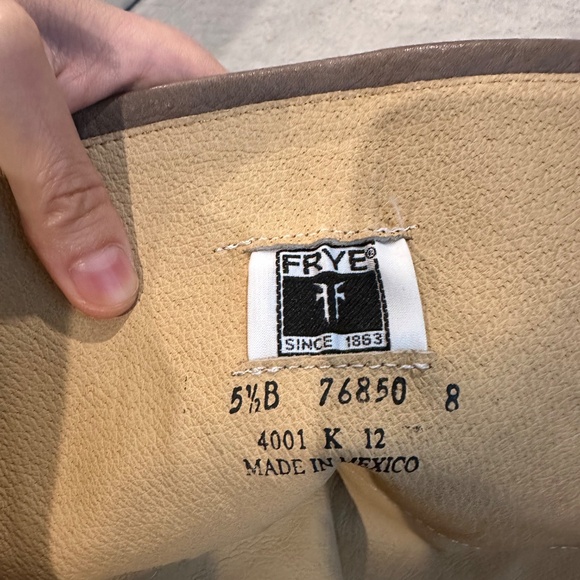 FRYE®
SINCE 1863
5½B 76850 8
4001 K 12
MADE IN MEXICO